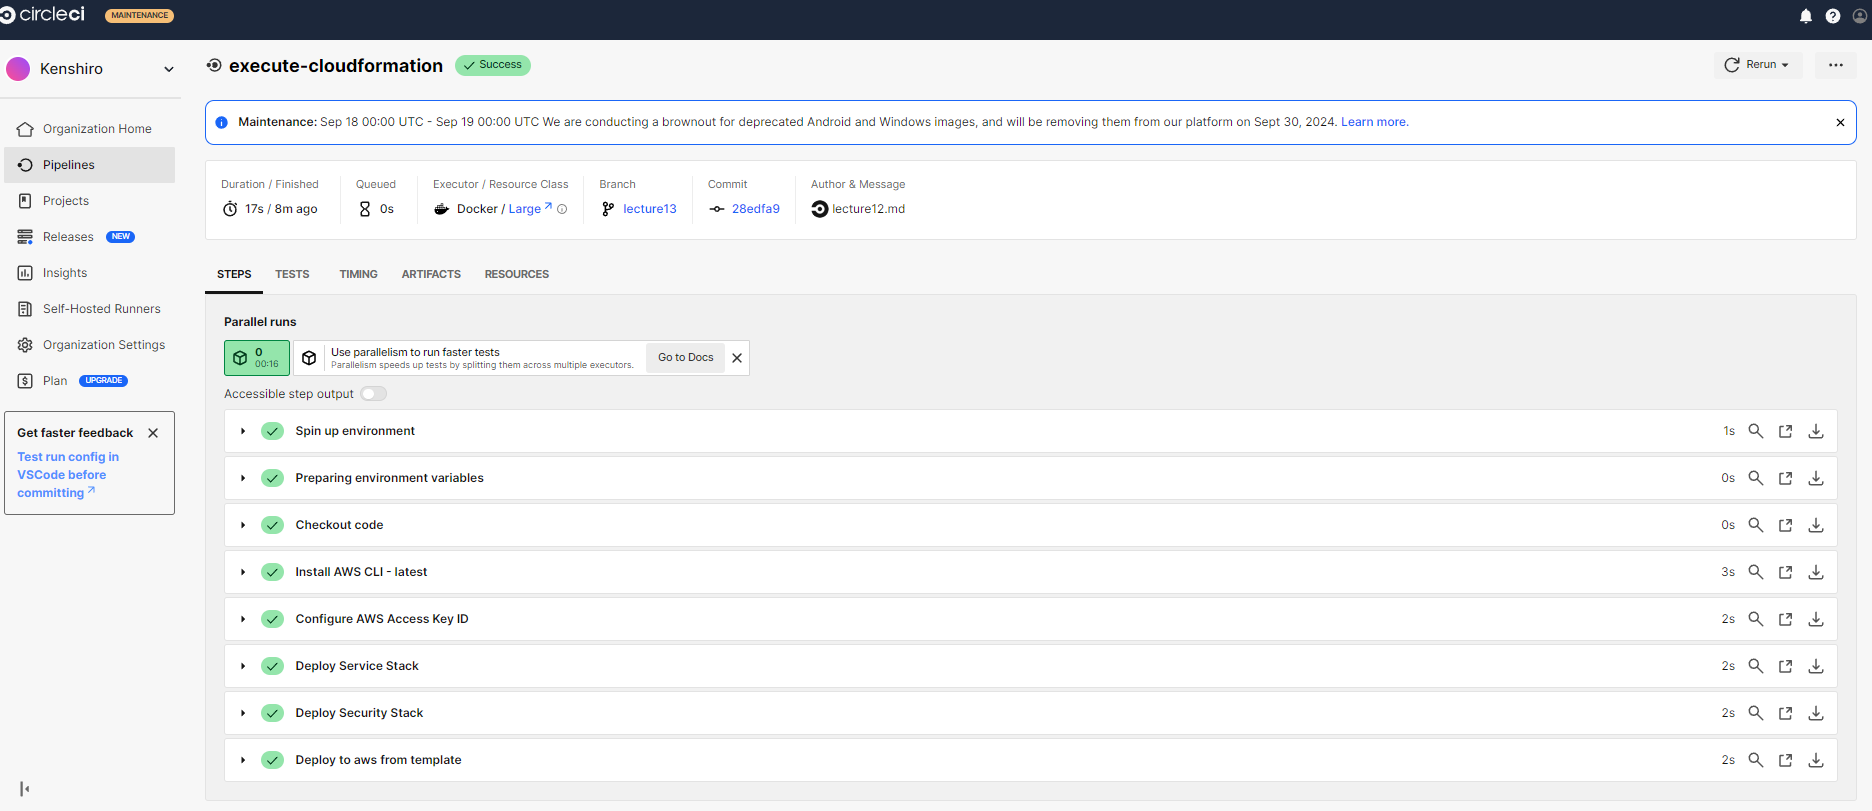 circleci
MAINTENANCE
Kenshiro
Organization Home
Pipelines
Projects
Releases NEW
Insights
Self-Hosted Runners
Organization Settings
Plan UPGRADE
Get faster feedback
Test run config in
VSCode before
committing
execute-cloudformation
Success
Rerun
Maintenance: Sep 18 00:00 UTC - Sep 19 00:00 UTC We are conducting a brownout for deprecated Android and Windows images, and will be removing them from our platform on Sept 30, 2024. Learn more.
Duration / Finished
17s / 8m ago
Queued
0s
Executor / Resource Class
Docker / Large
Branch
lecture13
Commit
28edfa9
Author & Message
lecture12.md
STEPS TESTS TIMING ARTIFACTS RESOURCES
Parallel runs
0
00:16
Use parallelism to run faster tests
Parallelism speeds up tests by splitting them across multiple executors.
Go to Docs
Accessible step output
Spin up environment 1s
Preparing environment variables 0s
Checkout code 0s
Install AWS CLI - latest 3s
Configure AWS Access Key ID 2s
Deploy Service Stack 2s
Deploy Security Stack 2s
Deploy to aws from template 2s